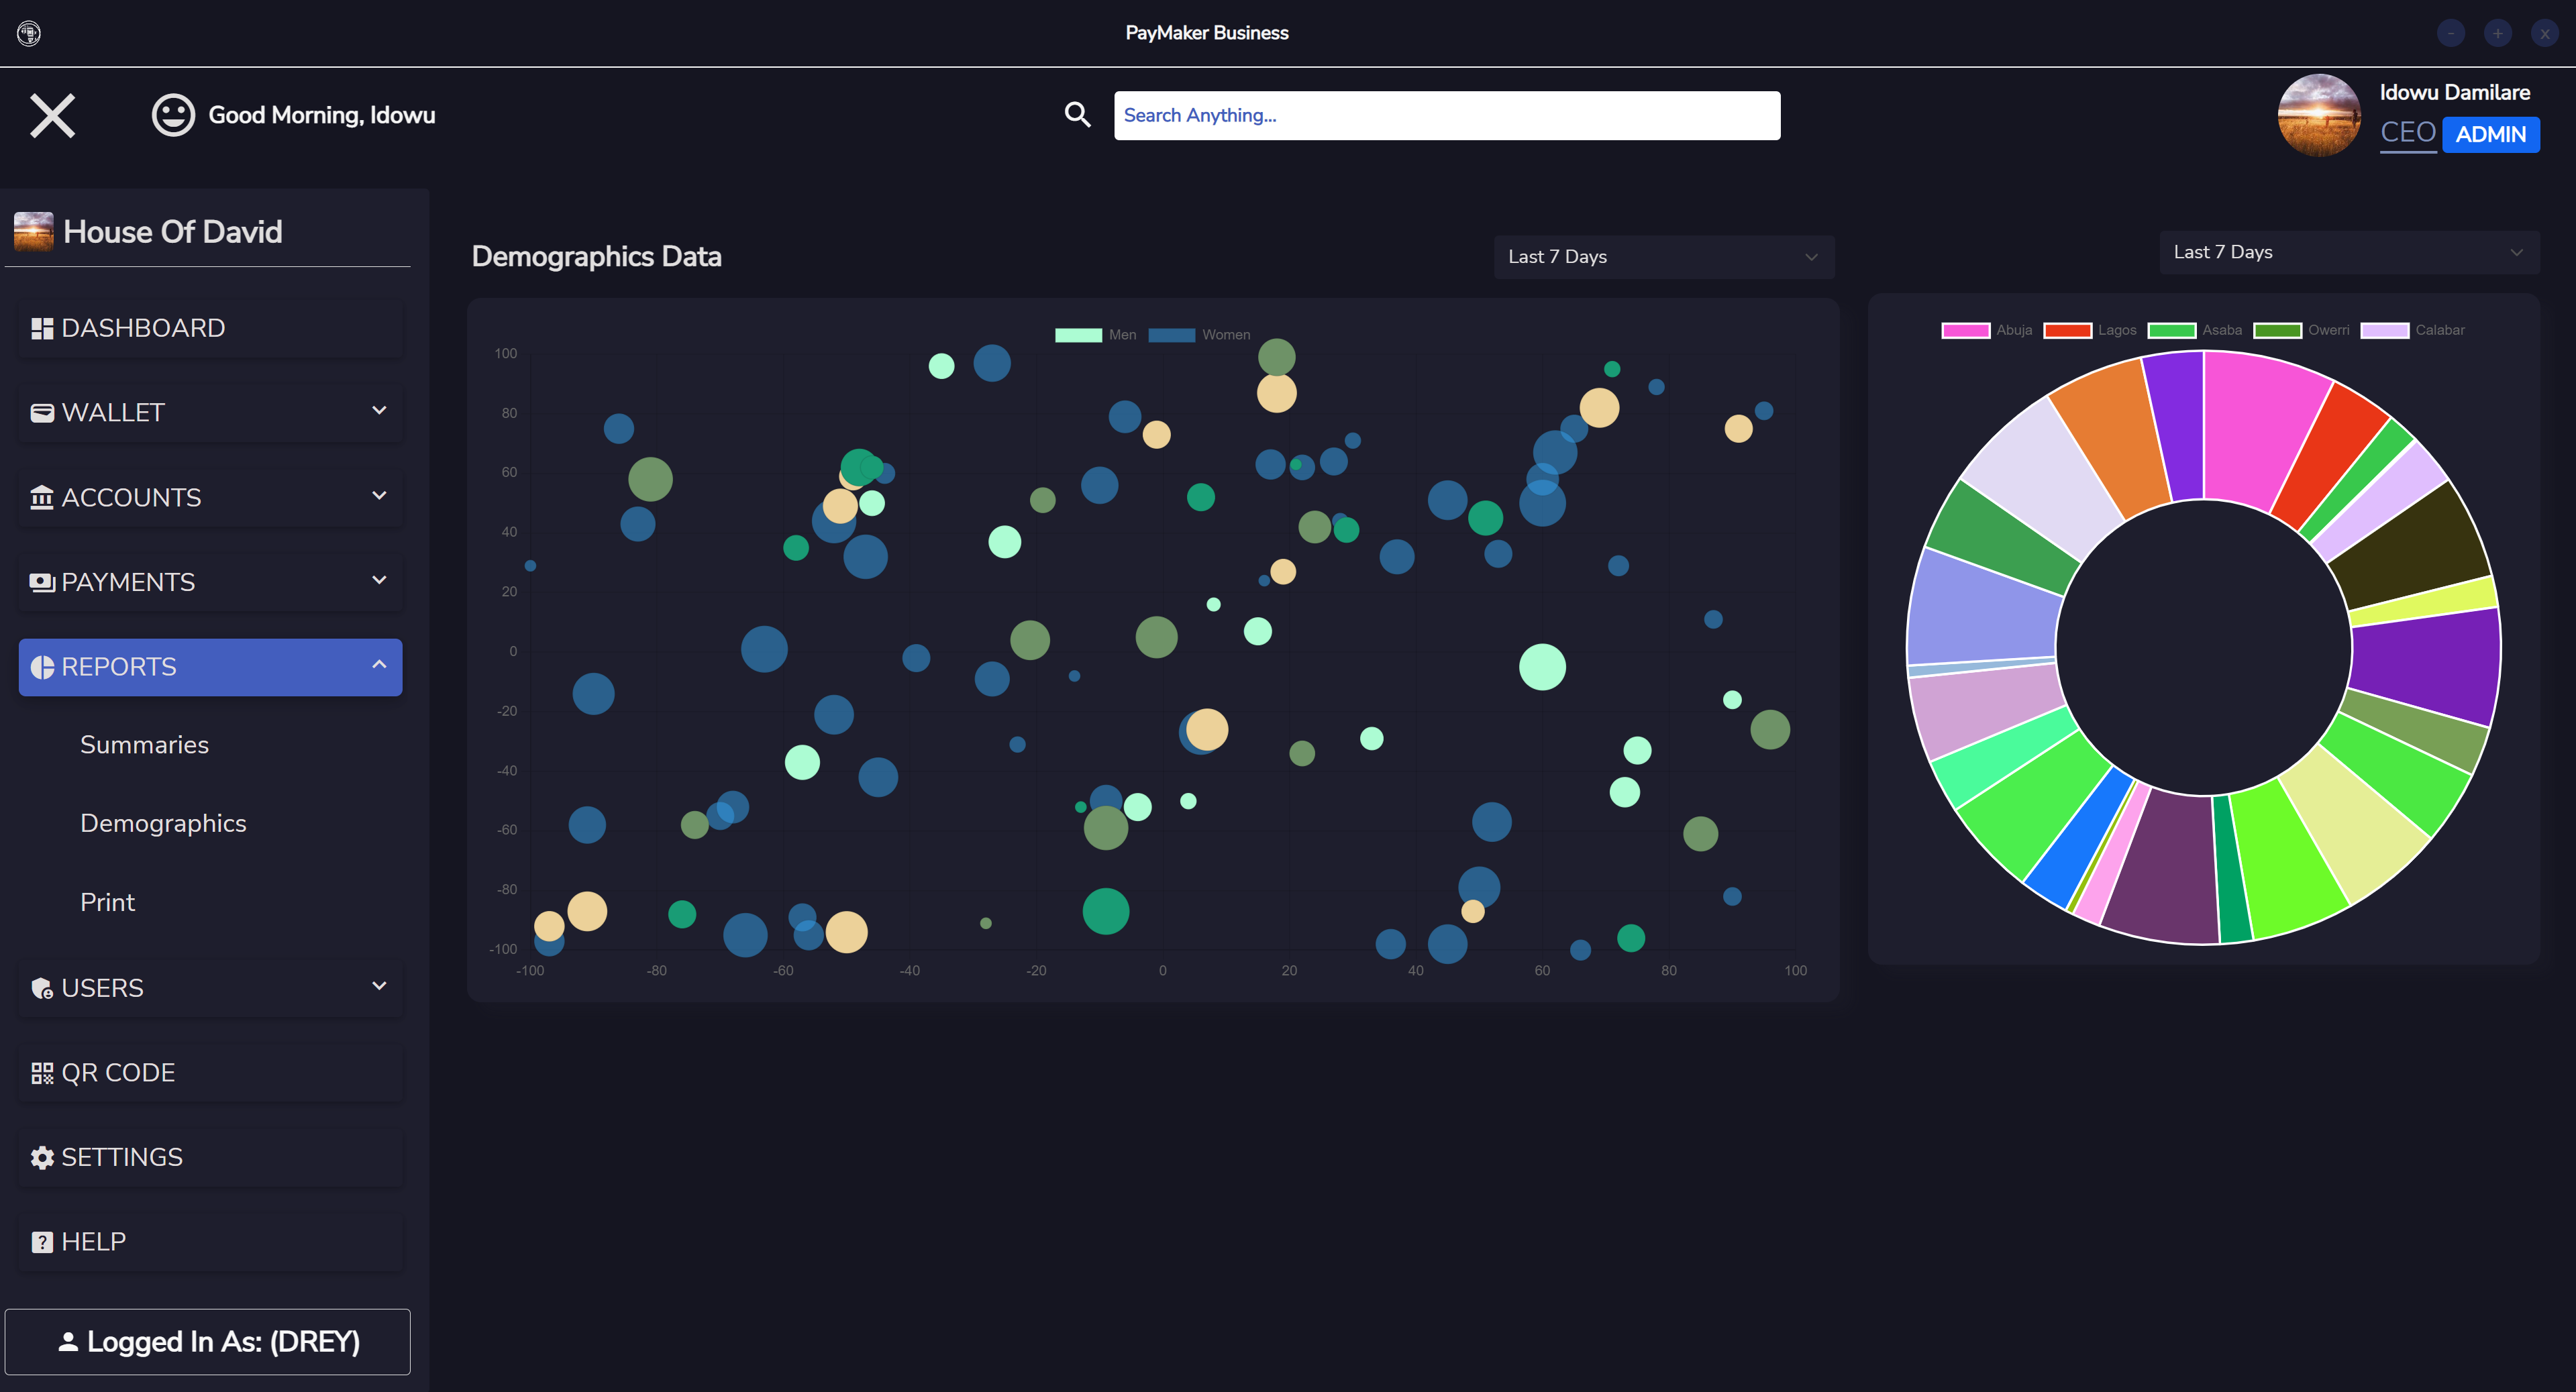 PayMaker Business
-
+
x
Good Morning, Idowu
Search Anything...
Idowu Damilare
CEO ADMIN
House Of David
DASHBOARD
WALLET
ACCOUNTS
PAYMENTS
REPORTS
Summaries
Demographics
Print
USERS
QR CODE
SETTINGS
HELP
Logged In As: (DREY)
Demographics Data
Last 7 Days
Men Women
100
80
60
40
20
0
-20
-40
-60
-80
-100
-100 -80 -60 -40 -20 0 20 40 60 80 100
Last 7 Days
Abuja Lagos Asaba Owerri Calabar